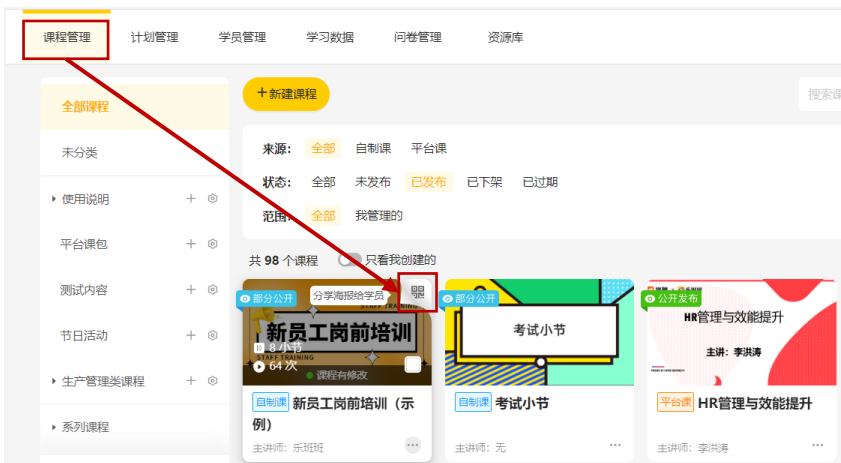 课程管理 计划管理 学员管理 学习数据 问卷管理 资源库
全部课程
未分类
使用说明
平台课包
测试内容
节日活动
生产管理类课程
系列课程
+新建课程
搜索课
来源： 全部 自制课 平台课
状态： 全部 未发布 已发布 已下架 已过期
范围： 全部 我管理的
共 98 个课程 只看我创建的
部分公开 分享海报给学员
STAFF TRAINING
新员工岗前培训
8 小节
STAFF TRAINING
64 次
课程有修改
自制课 新员工岗前培训（示
例）
主讲师：乐班班
部分公开
考试小节
自制课 考试小节
主讲师：无
公开发布
HR管理与效能提升
主讲：李洪涛
平台课 HR管理与效能提升
主讲师：李洪涛